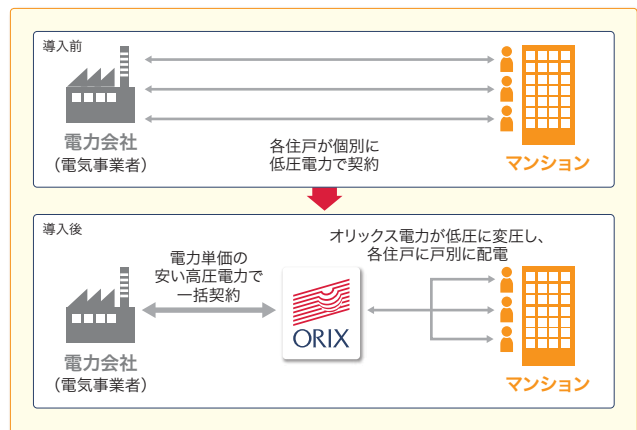 導入前
電力会社
(電気事業者)
各住戸が個別に
低圧電力で契約
マンション
導入後
電力単価の
安い高圧電力で
一括契約
オリックス電力が低圧に変圧し、
各住戸に戸別に配電
ORIX
電力会社
(電気事業者)
マンション